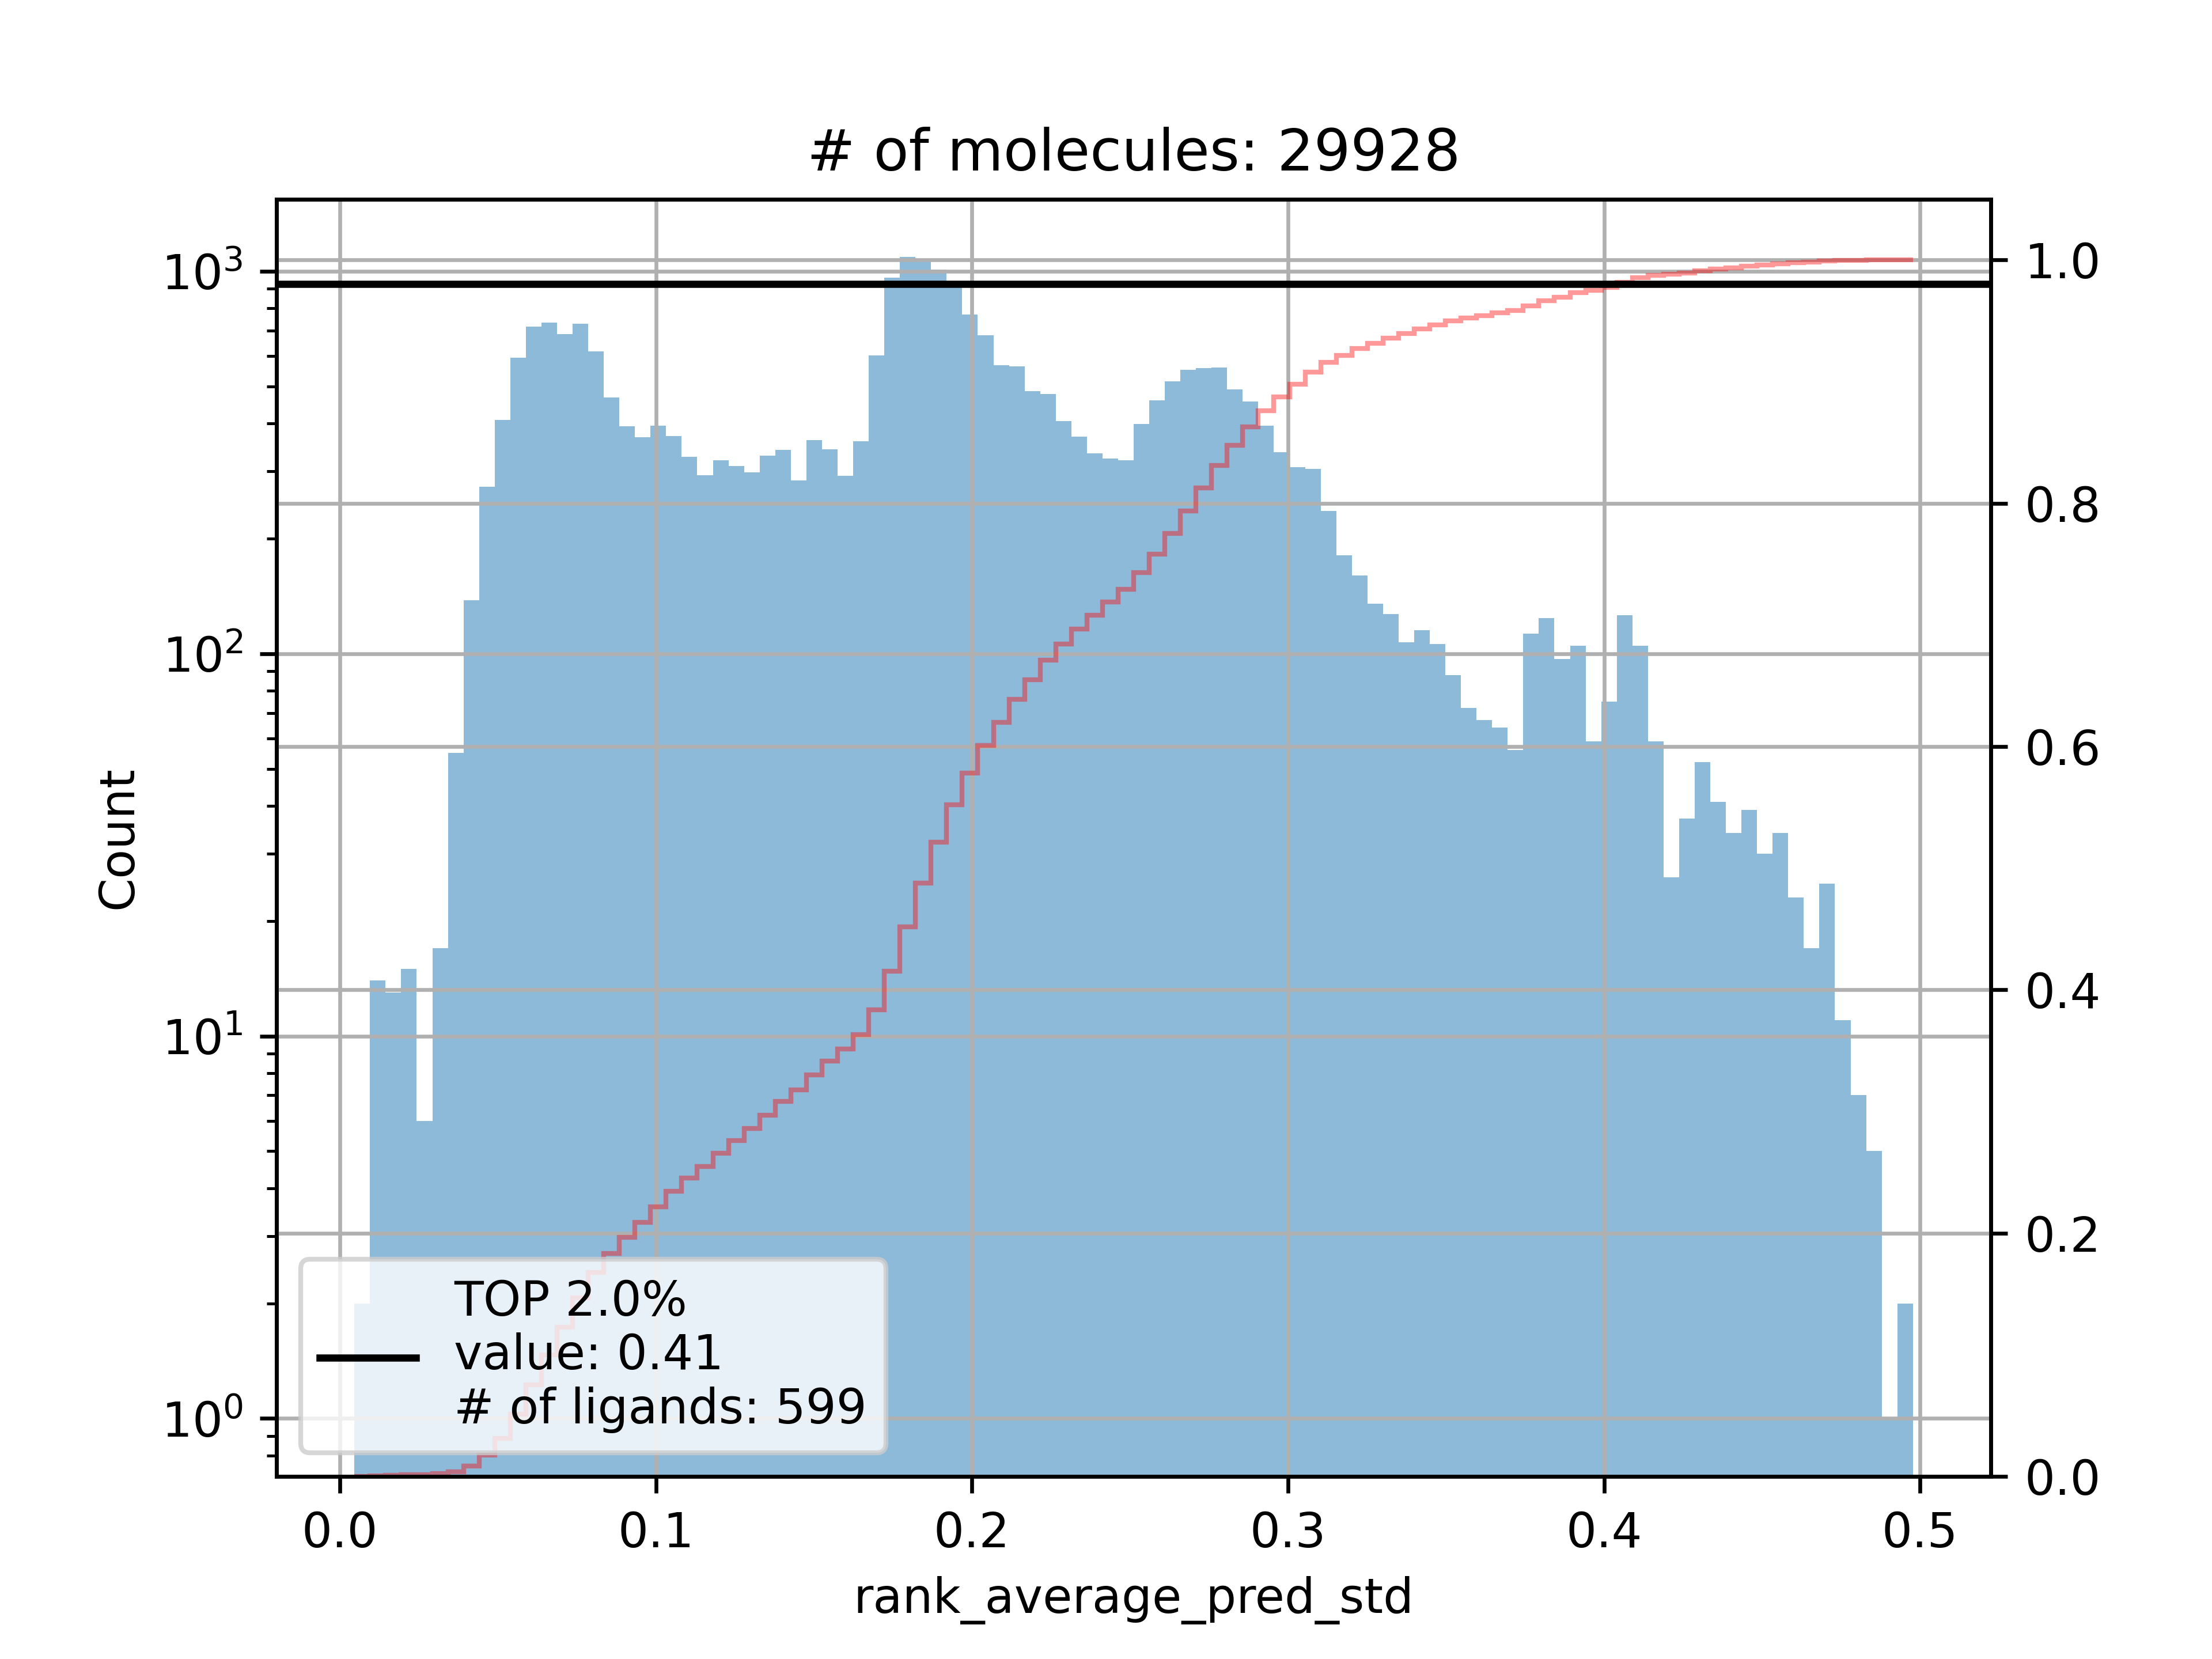 # of molecules: 29928
10³
10²
10¹
10⁰
Count
1.0
0.8
0.6
0.4
0.2
0.0
TOP 2.0%
value: 0.41
# of ligands: 599
0.0 0.1 0.2 0.3 0.4 0.5
rank_average_pred_std